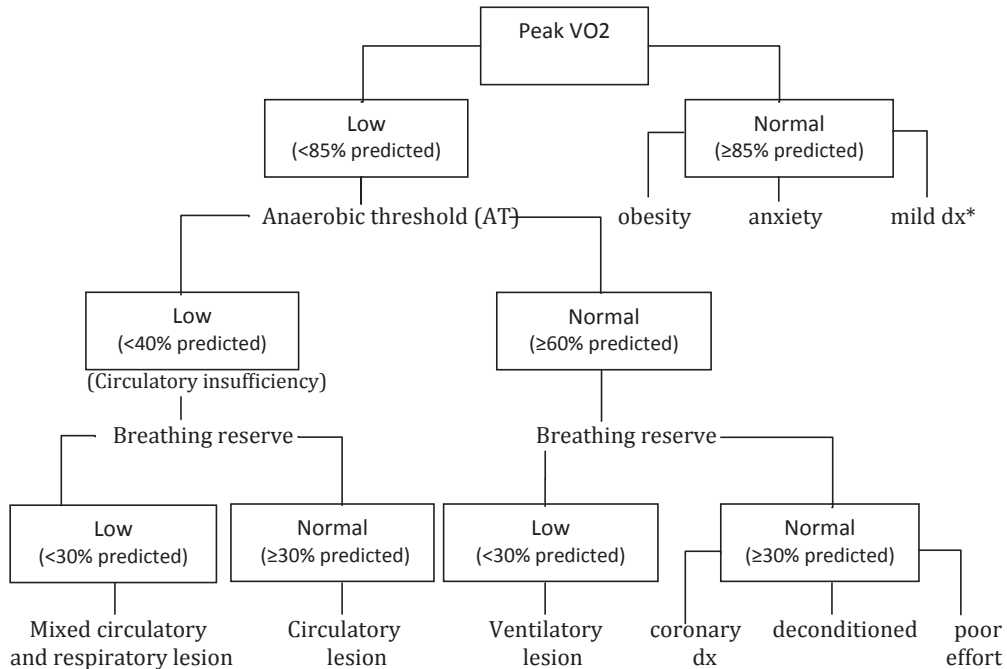 Peak VO2
Low
(<85% predicted)
Normal
(≥85% predicted)
Anaerobic threshold (AT)
obesity
anxiety
mild dx*
Low
(<40% predicted)
Normal
(≥60% predicted)
(Circulatory insufficiency)
Breathing reserve
Breathing reserve
Low
(<30% predicted)
Normal
(≥30% predicted)
Low
(<30% predicted)
Normal
(≥30% predicted)
Mixed circulatory
and respiratory lesion
Circulatory
lesion
Ventilatory
lesion
coronary
dx
deconditioned
poor
effort